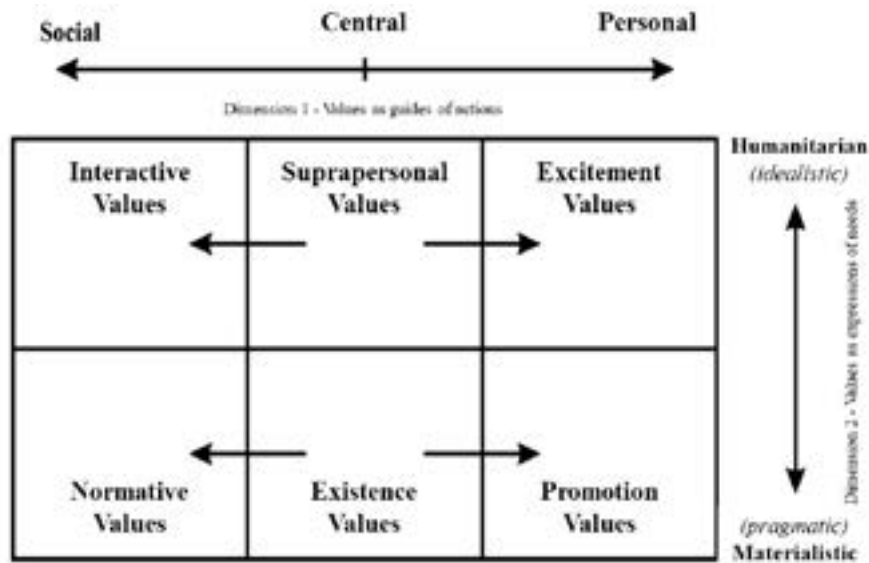 Social
Central
Personal
Dimension 1 - Values as guides of actions
Interactive
Values
Suprapersonal
Values
Excitement
Values
Humanitarian
(idealistic)
Dimension 2 - Values as expressions of needs
Normative
Values
Existence
Values
Promotion
Values
(pragmatic)
Materialistic